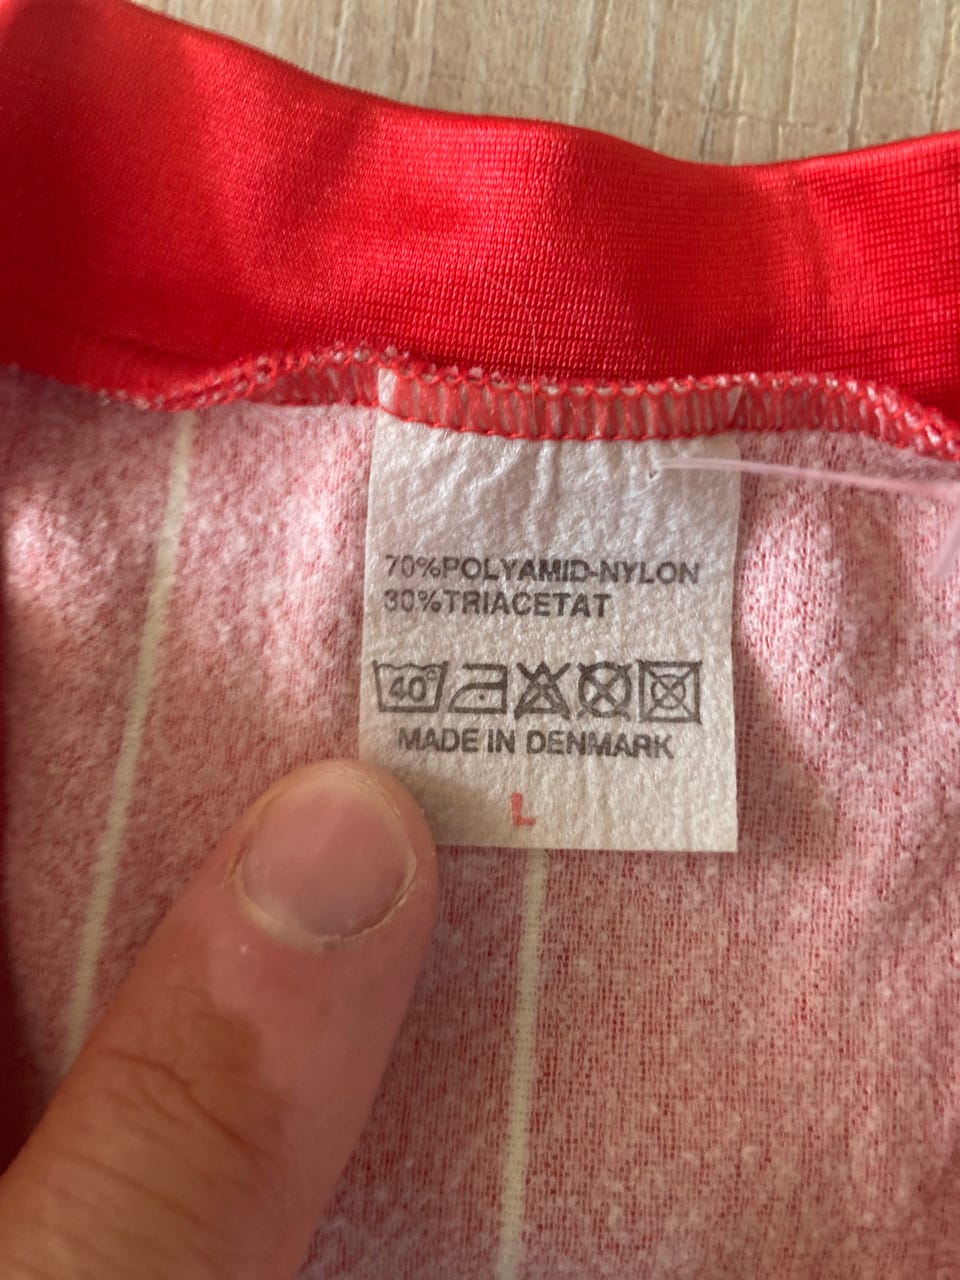 70%POLYAMID-NYLON
30%TRIACETAT
40°
MADE IN DENMARK
L